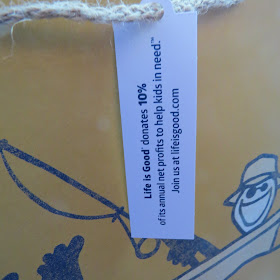 Life is Good® donates 10%
of its annual net profits to help kids in need.™
Join us at lifeisgood.com